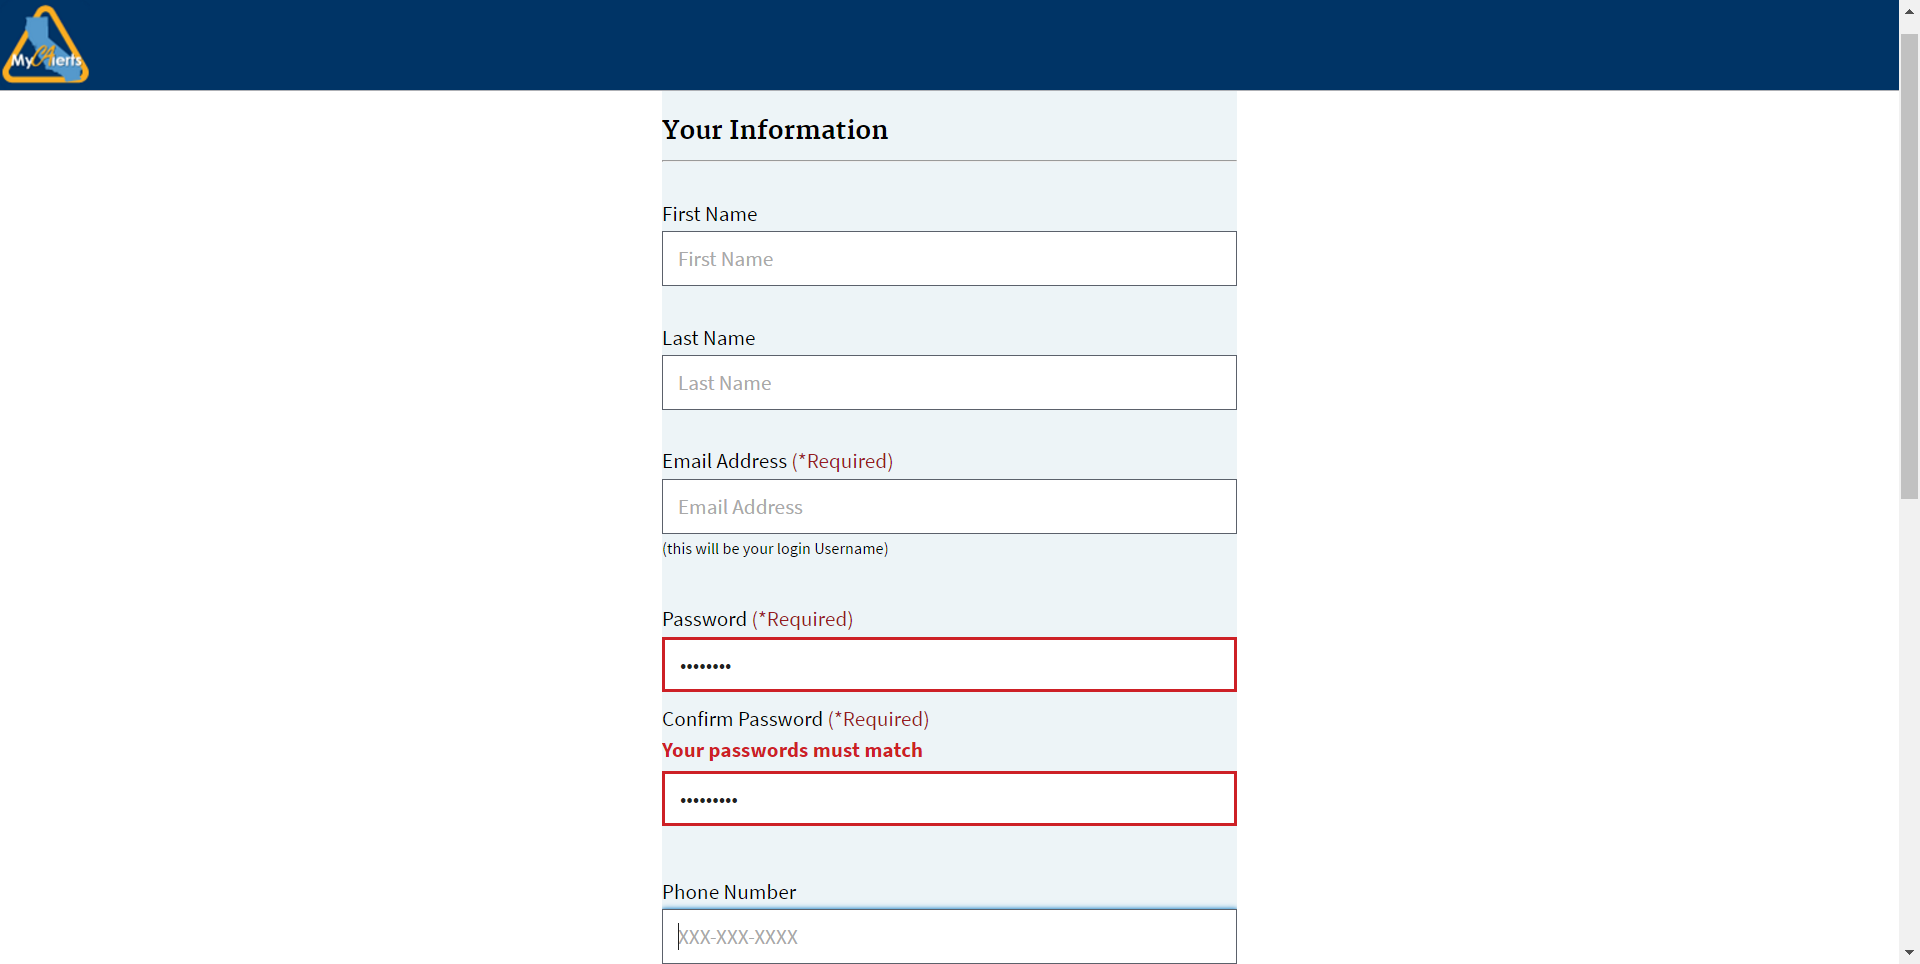 MyCAlerts
Your Information
First Name
First Name
Last Name
Last Name
Email Address (*Required)
Email Address
(this will be your login Username)
Password (*Required)
••••••••
Confirm Password (*Required)
Your passwords must match
•••••••••
Phone Number
XXX-XXX-XXXX